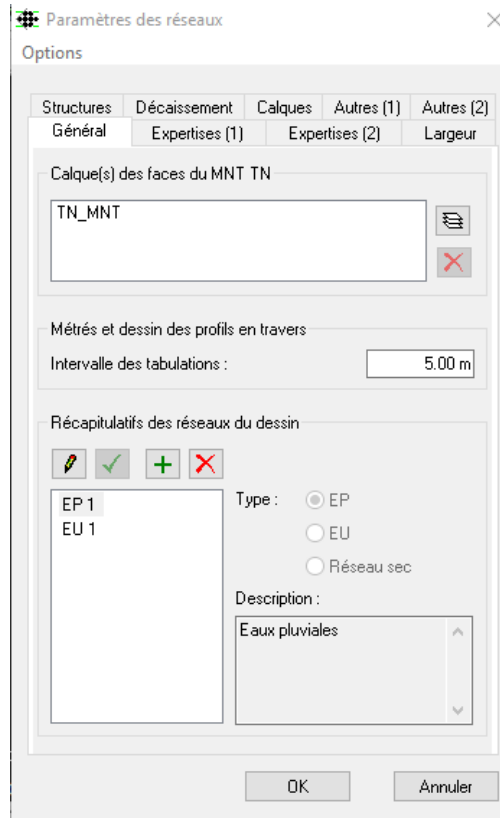 Paramètres des réseaux
Options
Structures Décaissement Calques Autres (1) Autres (2)
Général Expertises (1) Expertises (2) Largeur
Calque(s) des faces du MNT TN
TN_MNT
Métrés et dessin des profils en travers
Intervalle des tabulations : 5.00 m
Récapitulatifs des réseaux du dessin
EP 1 Type : EP
EU 1 EU
Réseau sec
Description :
Eaux pluviales
OK Annuler